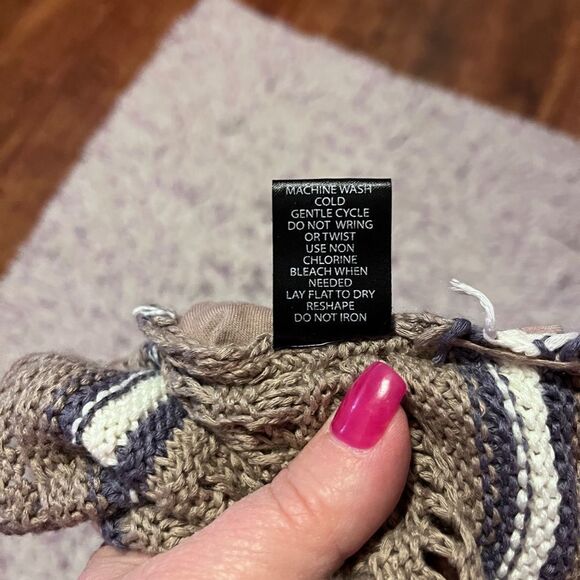 MACHINE WASH
COLD
GENTLE CYCLE
DO NOT WRING
OR TWIST
USE NON
CHLORINE
BLEACH WHEN
NEEDED
LAY FLAT TO DRY
RESHAPE
DO NOT IRON